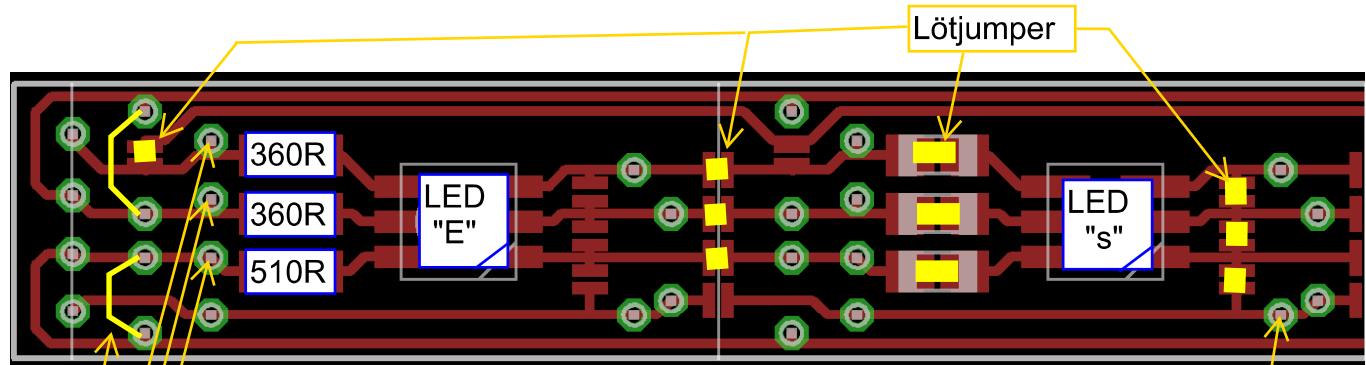 Lötjumper
360R
360R
510R
LED
"E"
LED
"s"